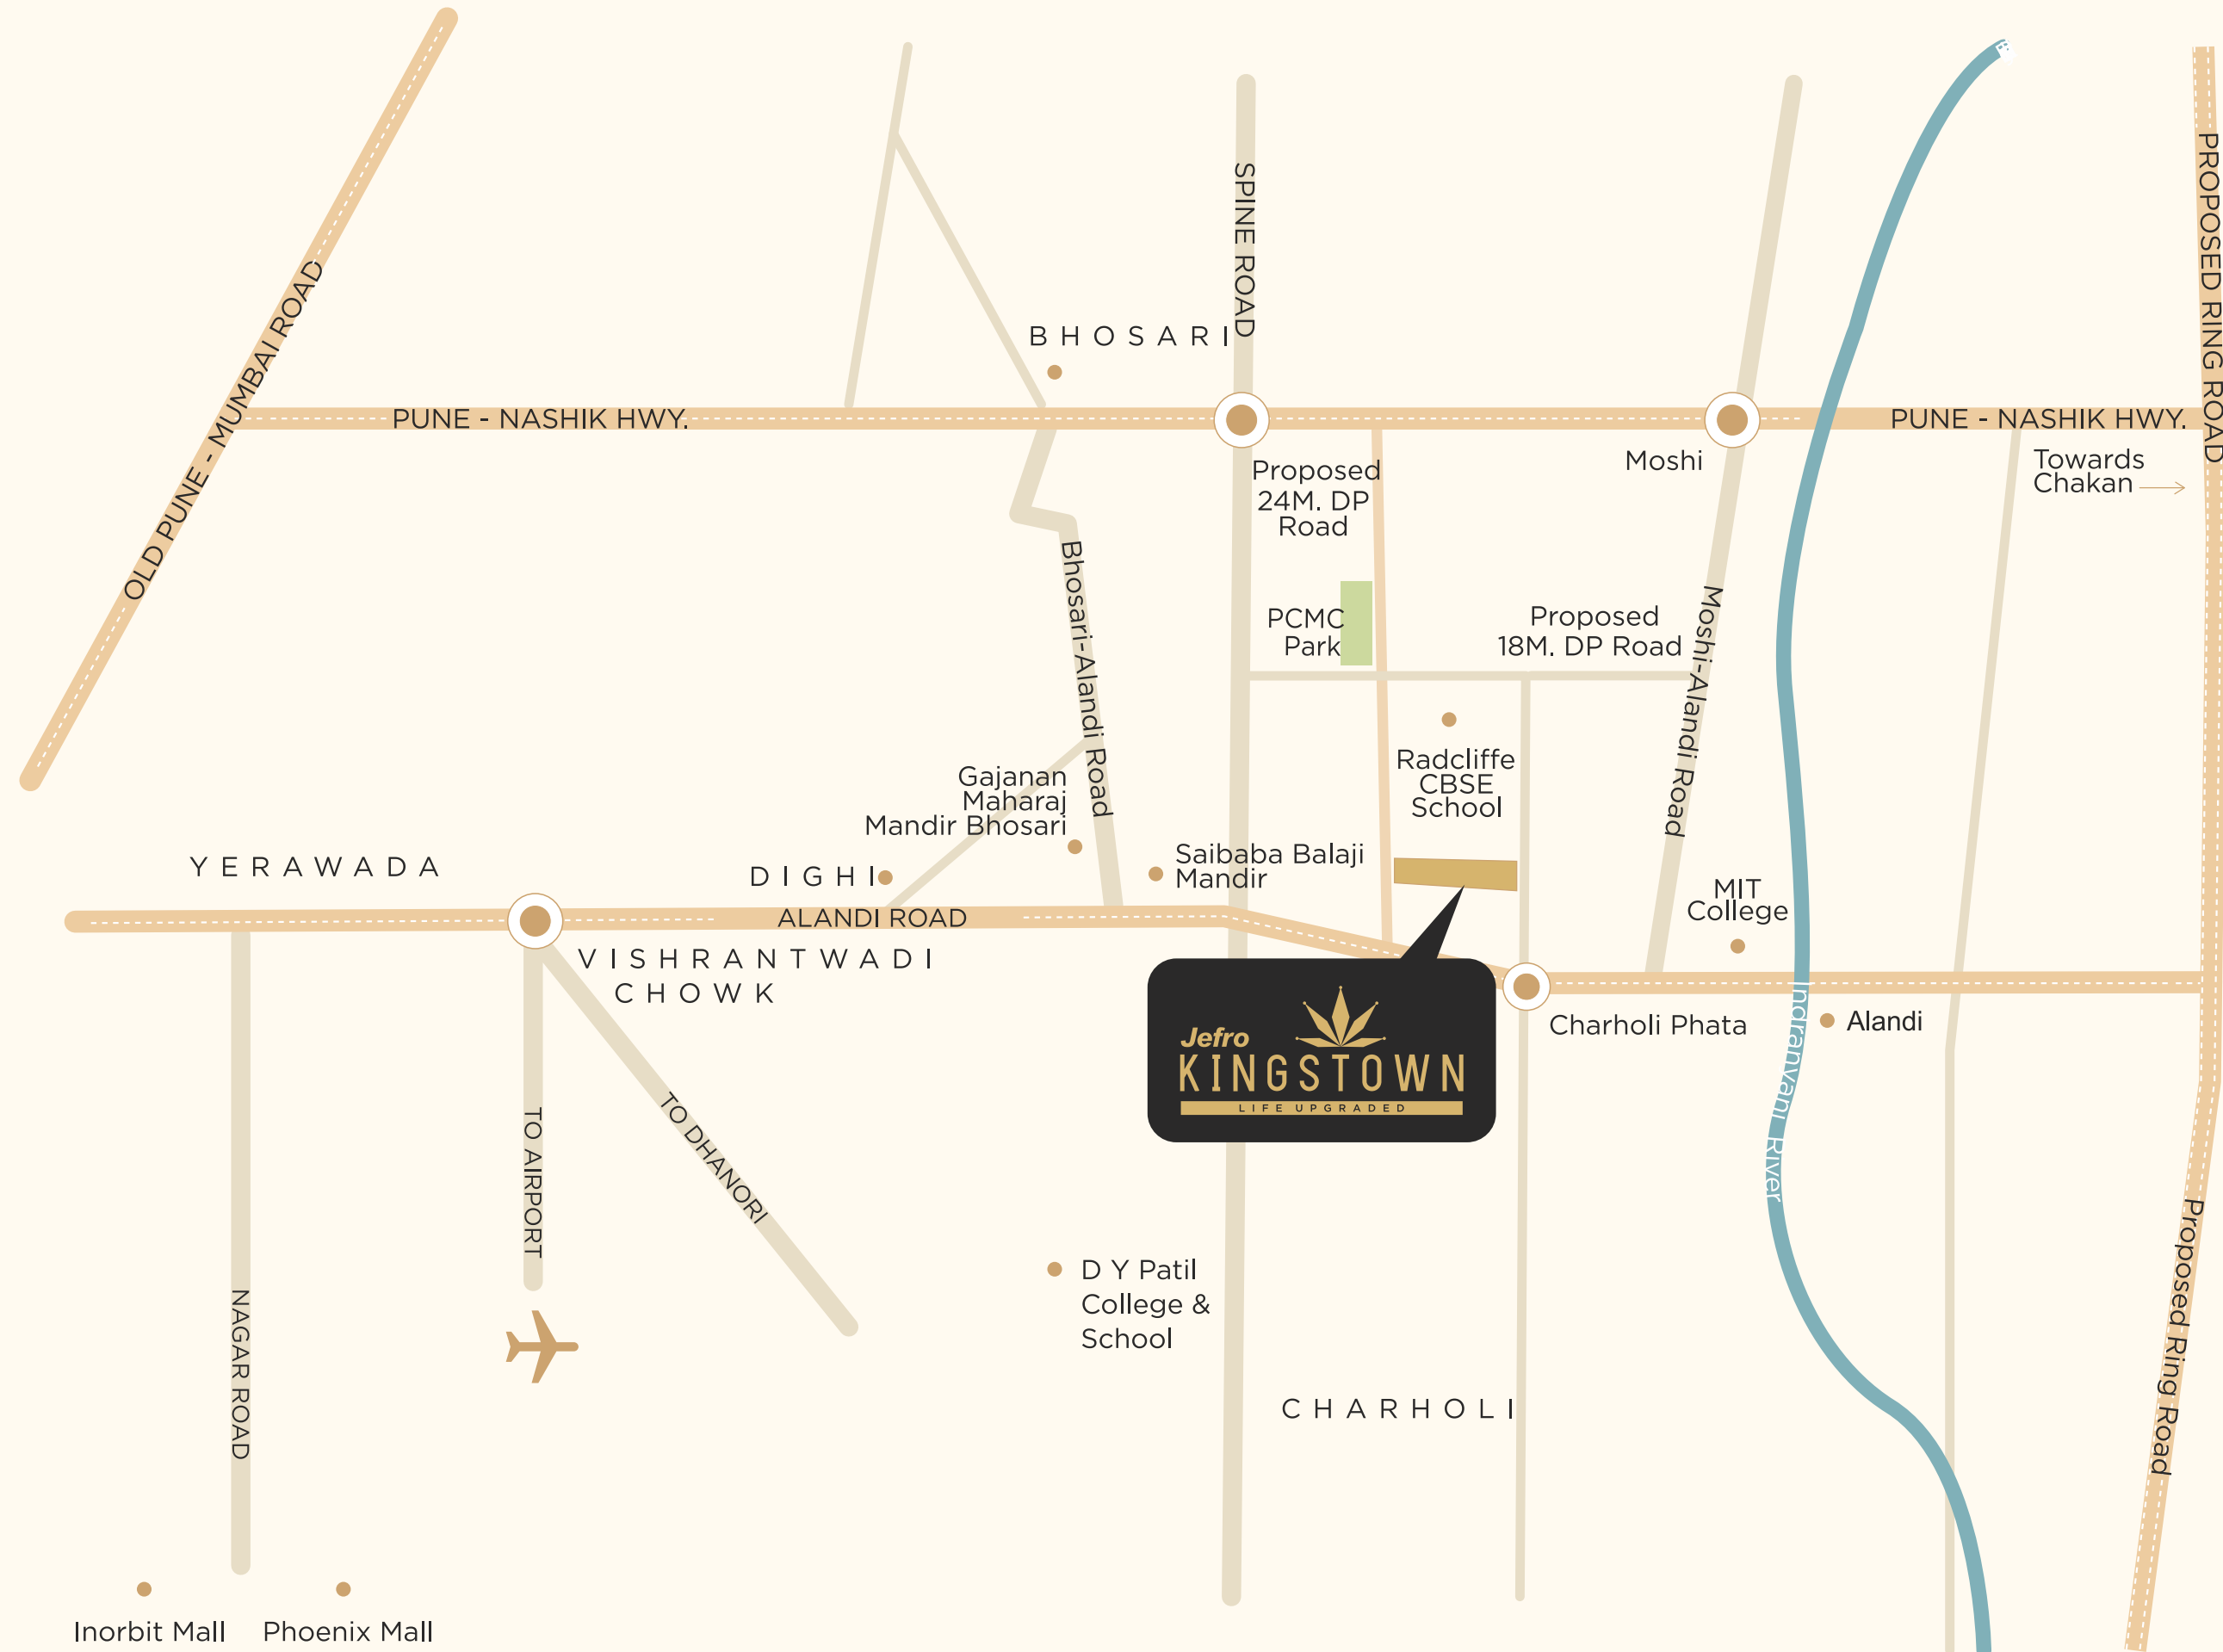 PROPOSED RING ROAD
SPINE ROAD
OLD PUNE - MUMBAI ROAD
BHOSARI
PUNE - NASHIK HWY.
PUNE - NASHIK HWY.
Proposed
24M. DP
Road
Moshi
Towards
Chakan
Bhosari-Alandi Road
PCMC
Park
Proposed
18M. DP Road
Moshi-Alandi Road
Radcliffe
CBSE
School
Gajanan
Maharaj
Mandir Bhosari
Saibaba Balaji
Mandir
YERAWADA
DIGHI
ALANDI ROAD
MIT
College
VISHRANTWADI
CHOWK
Charholi Phata
Alandi
Indranyani River
Jefro
KINGSTOWN
LIFE UPGRADED
TO AIRPORT
TO DHANORI
NAGAR ROAD
D Y Patil
College &
School
Proposed Ring Road
CHARHOLI
Inorbit Mall
Phoenix Mall